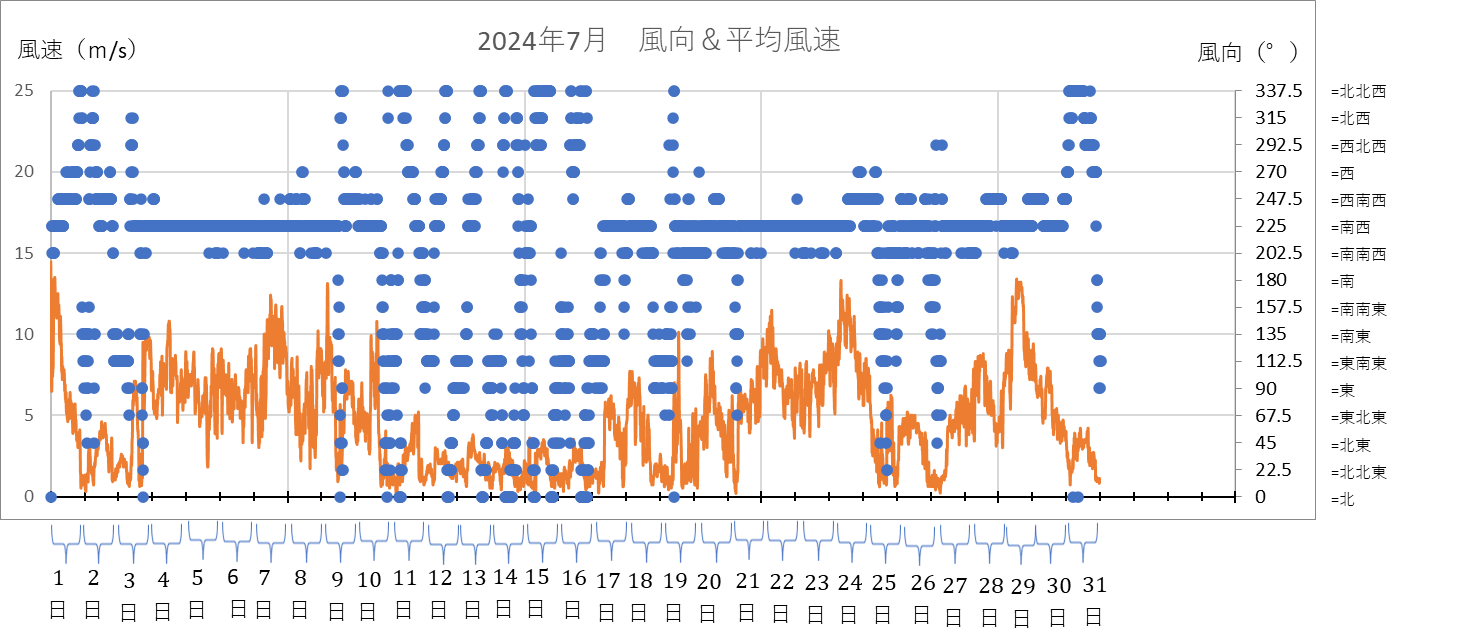 2024年7月　風向＆平均風速
風速（m/s）
風向（°）
25 337.5 =北北西
315 =北西
292.5 =西北西
20 270 =西
247.5 =西南西
225 =南西
15 202.5 =南南西
180 =南
157.5 =南南東
10 135 =南東
112.5 =東南東
90 =東
5 67.5 =東北東
45 =北東
22.5 =北北東
0 0 =北
1日 2日 3日 4日 5日 6日 7日 8日 9日 10日 11日 12日 13日 14日 15日 16日 17日 18日 19日 20日 21日 22日 23日 24日 25日 26日 27日 28日 29日 30日 31日